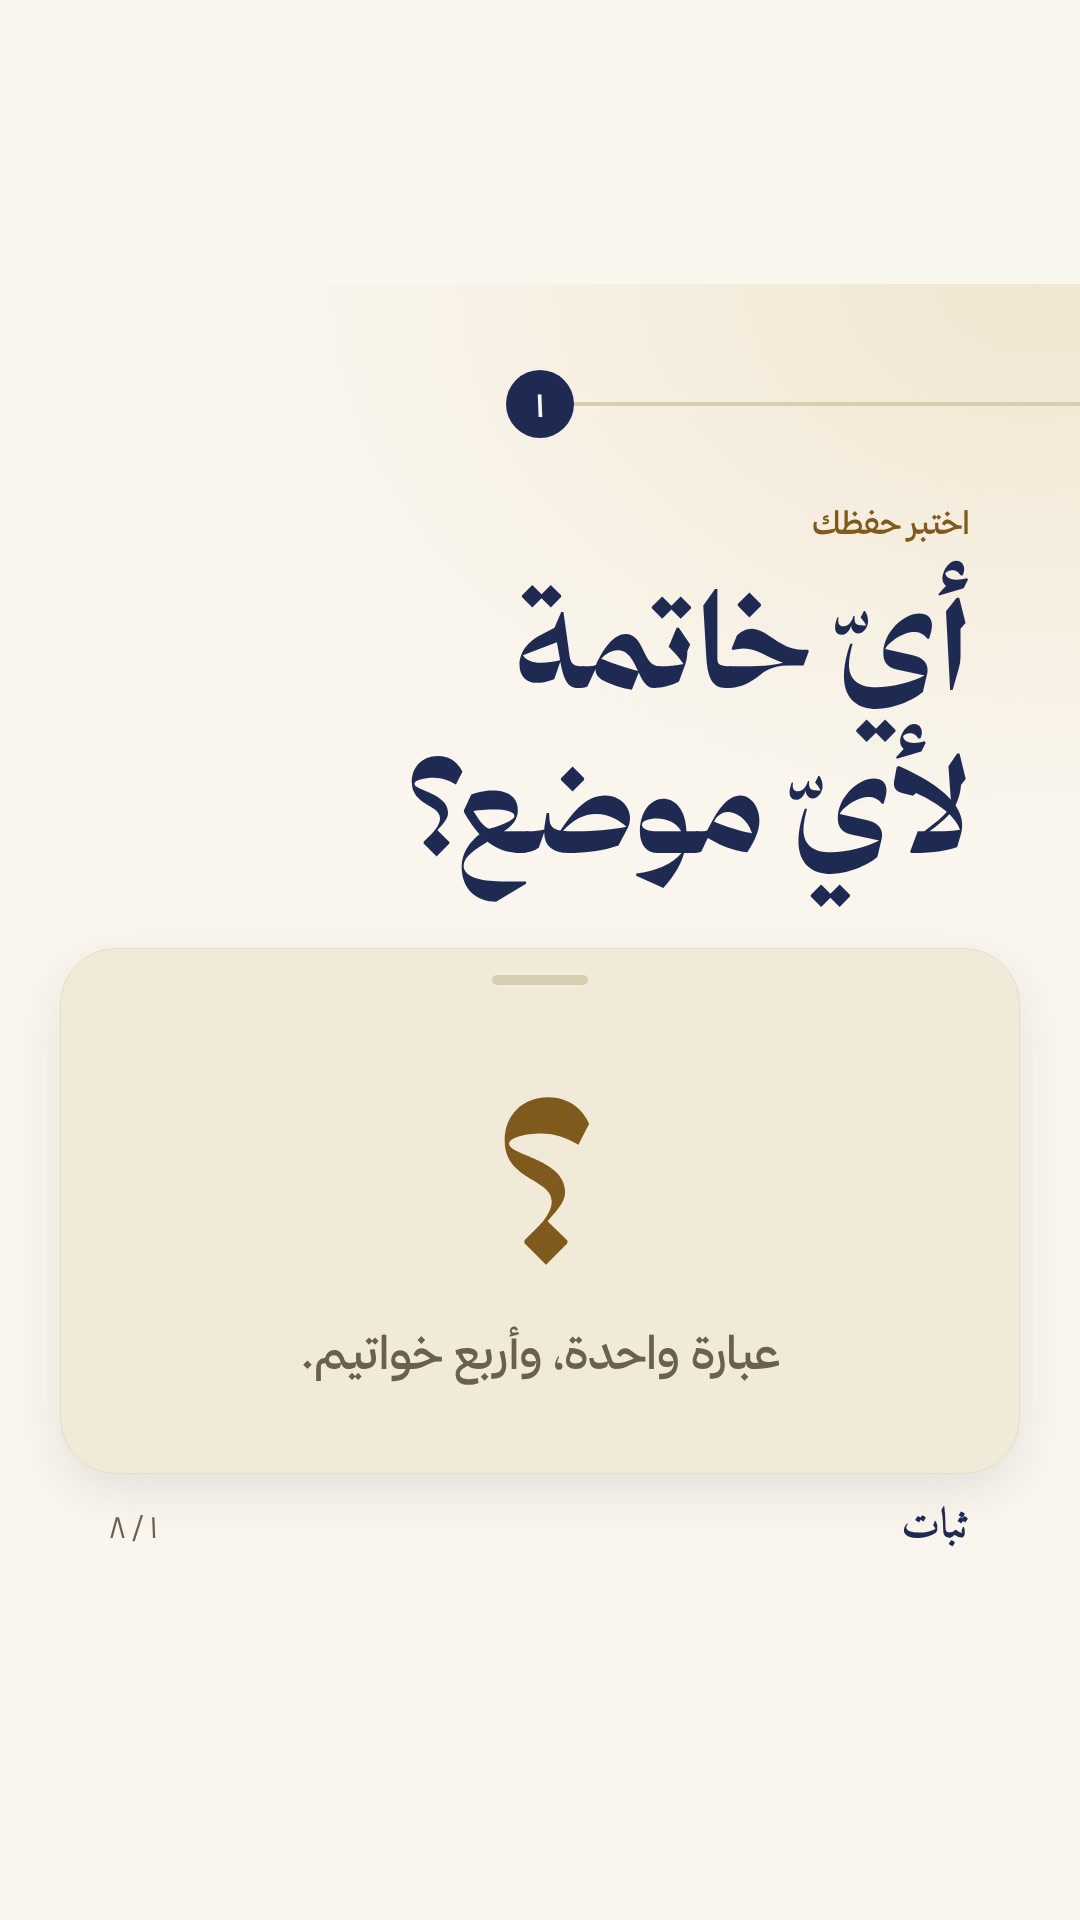 ١
اختبر حفظك
أيّ خاتمة
لأيّ موضع؟
؟
عبارة واحدة، وأربع خواتيم.
ثبات
١ / ٨